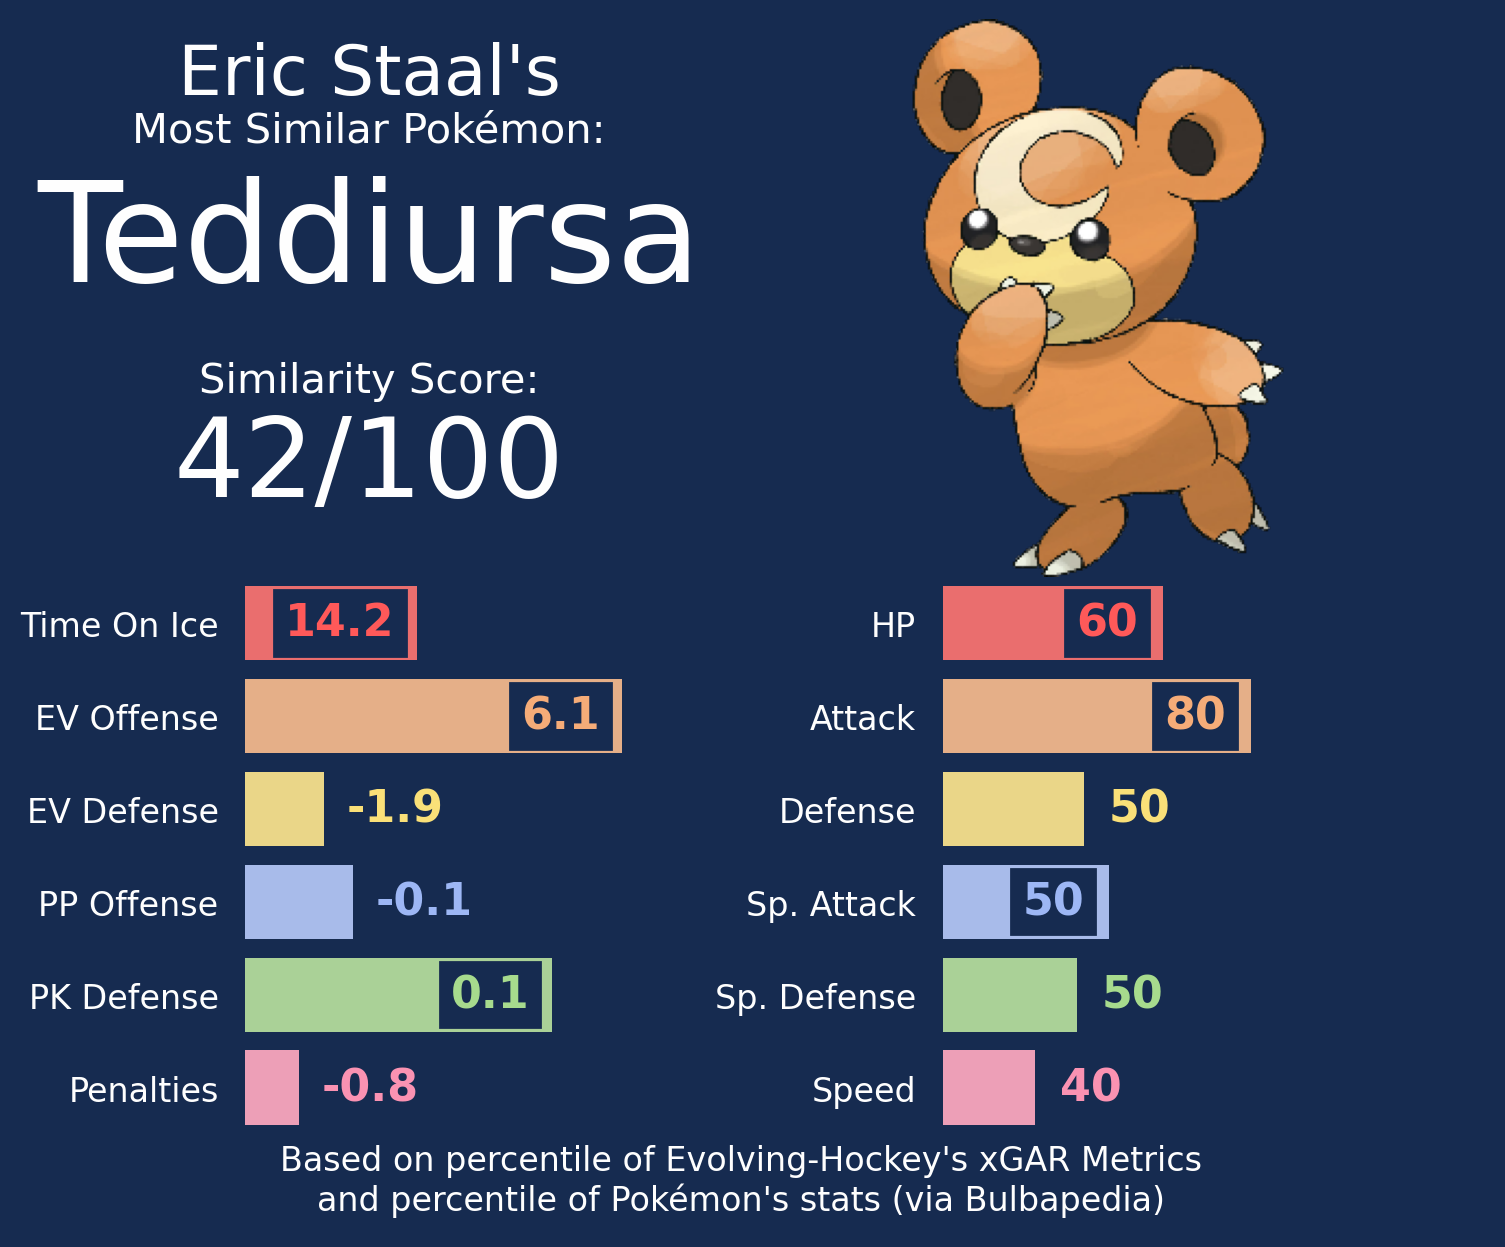 Eric Staal's
Most Similar Pokémon:
Teddiursa
Similarity Score:
42/100
Time On Ice 14.2
EV Offense 6.1
EV Defense -1.9
PP Offense -0.1
PK Defense 0.1
Penalties -0.8
HP 60
Attack 80
Defense 50
Sp. Attack 50
Sp. Defense 50
Speed 40
Based on percentile of Evolving-Hockey's xGAR Metrics
and percentile of Pokémon's stats (via Bulbapedia)